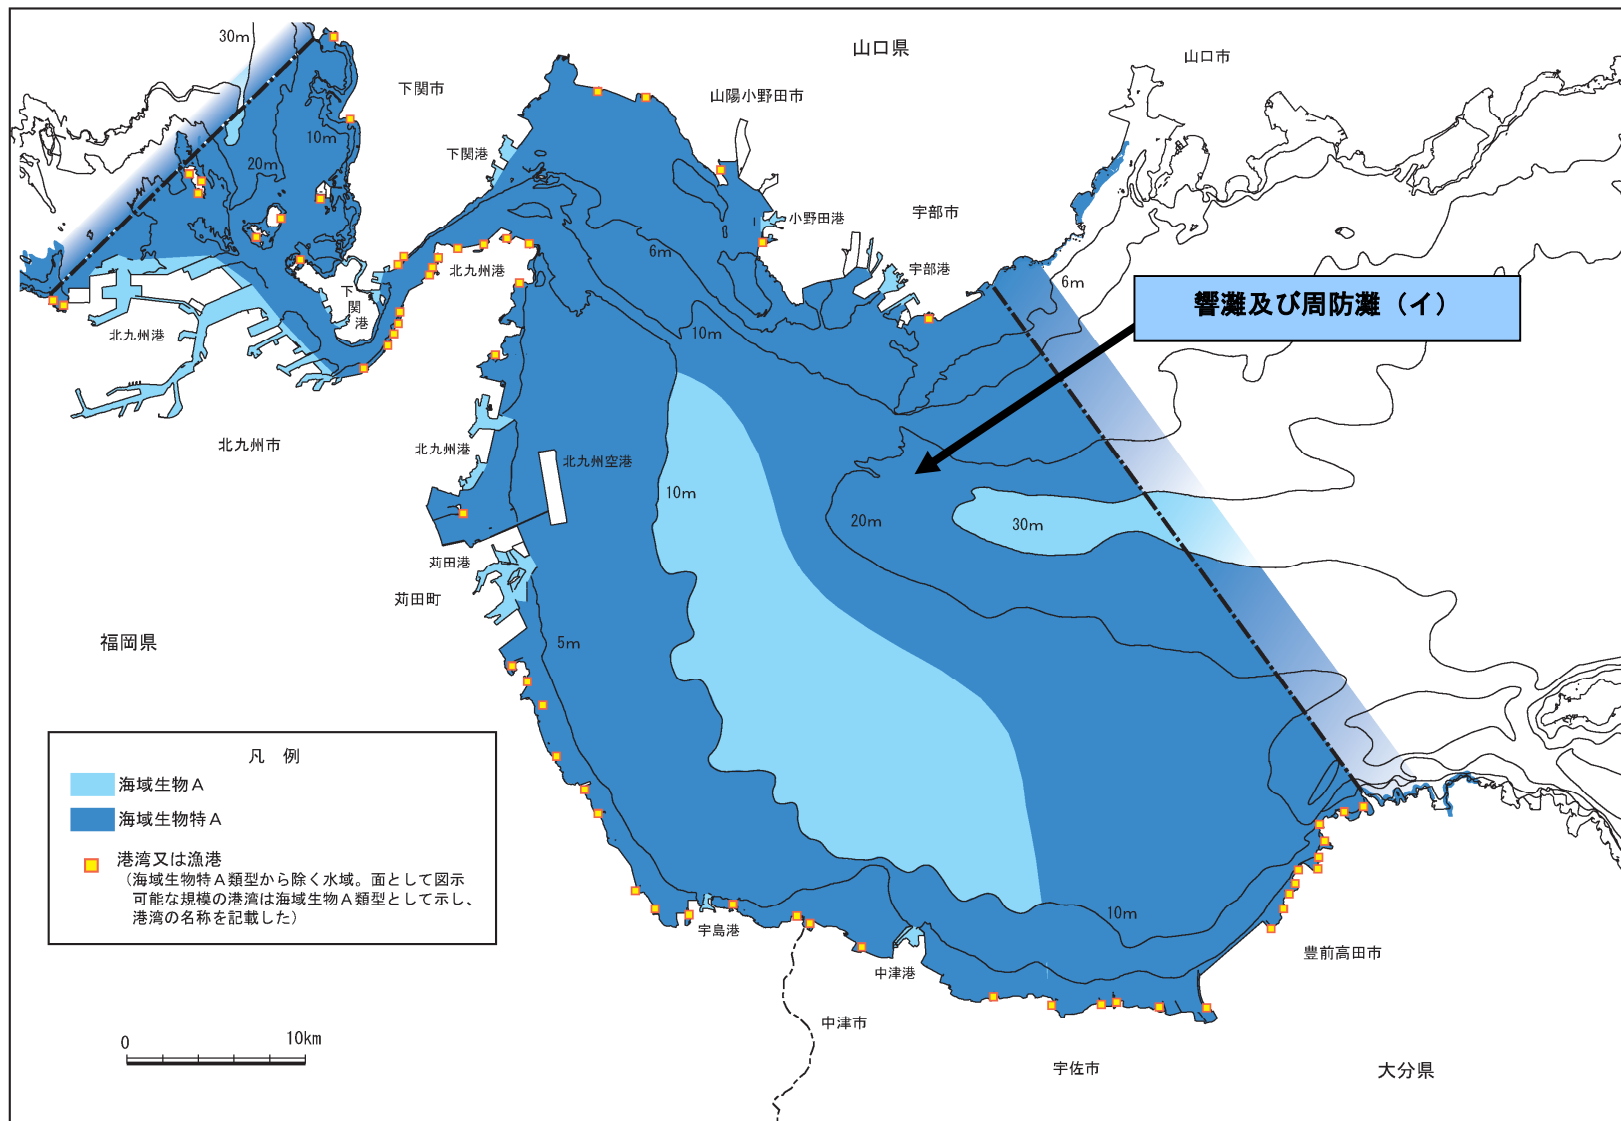 30m
山口県
山口市
下関市
山陽小野田市
10m
下関港
20m
小野田港
宇部市
6m
宇部港
6m
北九州港
響灘及び周防灘（イ）
下関港
北九州港
10m
北九州市
北九州港
北九州空港
10m
20m
30m
苅田港
苅田町
福岡県
5m
凡　例
海域生物Ａ
海域生物特Ａ
港湾又は漁港
（海域生物特Ａ類型から除く水域。面として図示
可能な規模の港湾は海域生物Ａ類型として示し、
港湾の名称を記載した）
10m
宇島港
豊前高田市
中津港
中津市
0
10km
宇佐市
大分県